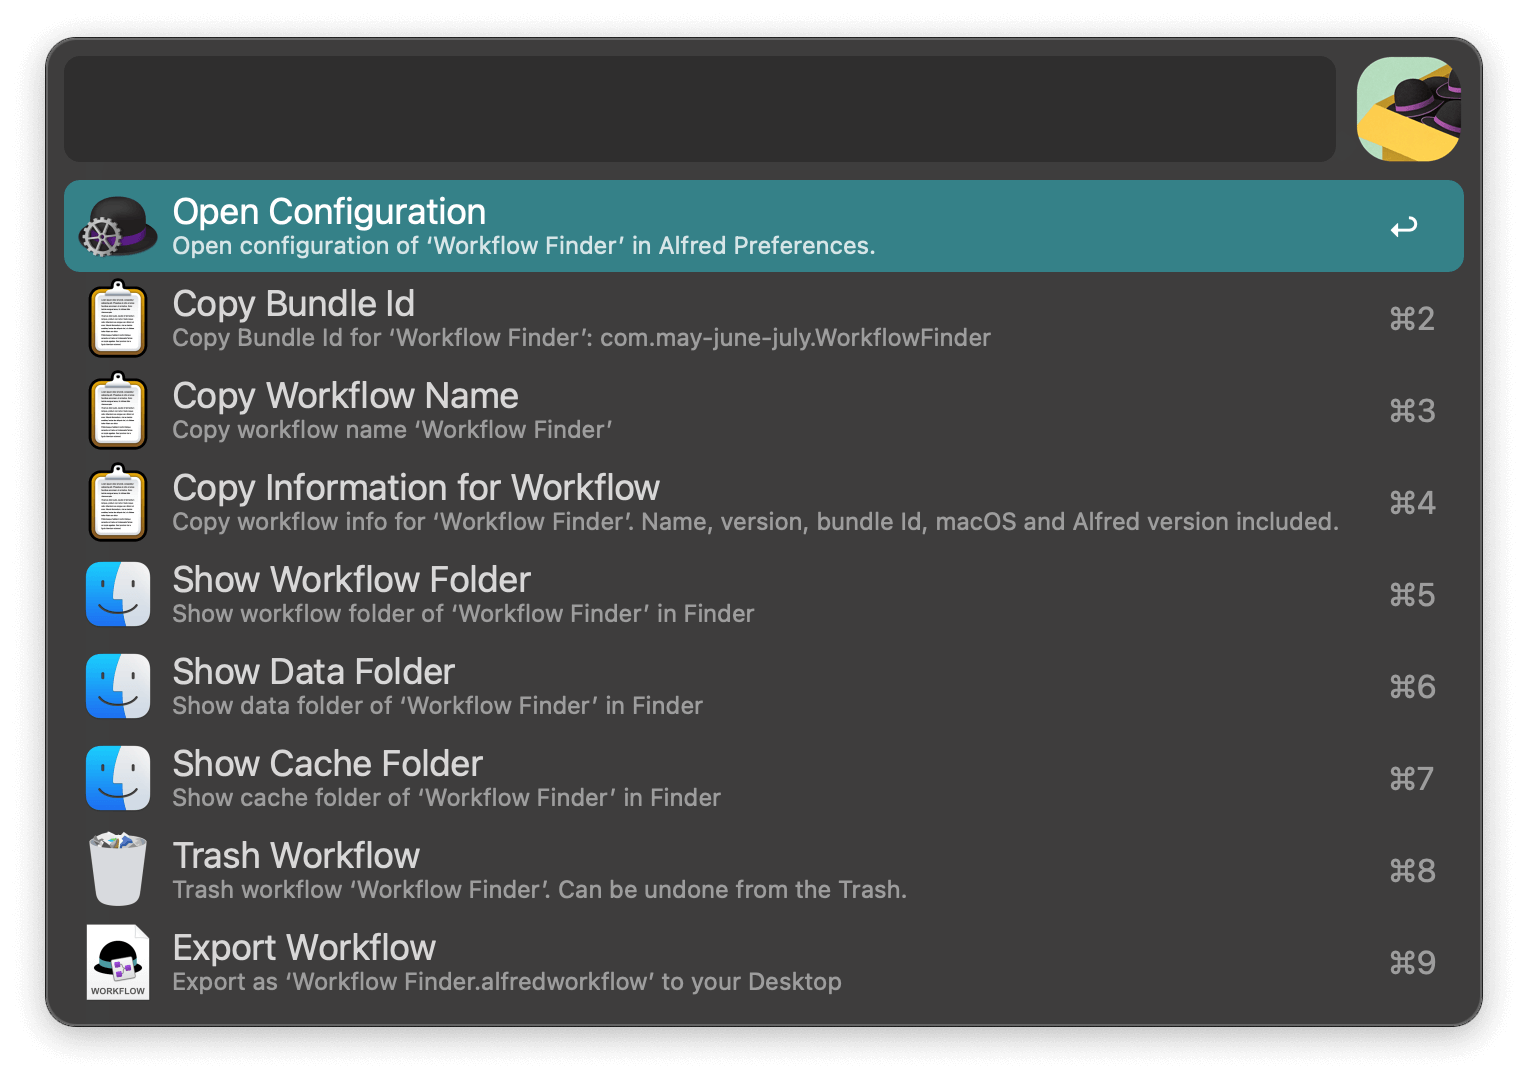 Open Configuration
Open configuration of ‘Workflow Finder’ in Alfred Preferences.
Copy Bundle Id
Copy Bundle Id for ‘Workflow Finder’: com.may-june-july.WorkflowFinder
⌘2
Copy Workflow Name
Copy workflow name ‘Workflow Finder’
⌘3
Copy Information for Workflow
Copy workflow info for ‘Workflow Finder’. Name, version, bundle Id, macOS and Alfred version included.
⌘4
Show Workflow Folder
Show workflow folder of ‘Workflow Finder’ in Finder
⌘5
Show Data Folder
Show data folder of ‘Workflow Finder’ in Finder
⌘6
Show Cache Folder
Show cache folder of ‘Workflow Finder’ in Finder
⌘7
Trash Workflow
Trash workflow ‘Workflow Finder’. Can be undone from the Trash.
⌘8
Export Workflow
Export as ‘Workflow Finder.alfredworkflow’ to your Desktop
⌘9
WORKFLOW